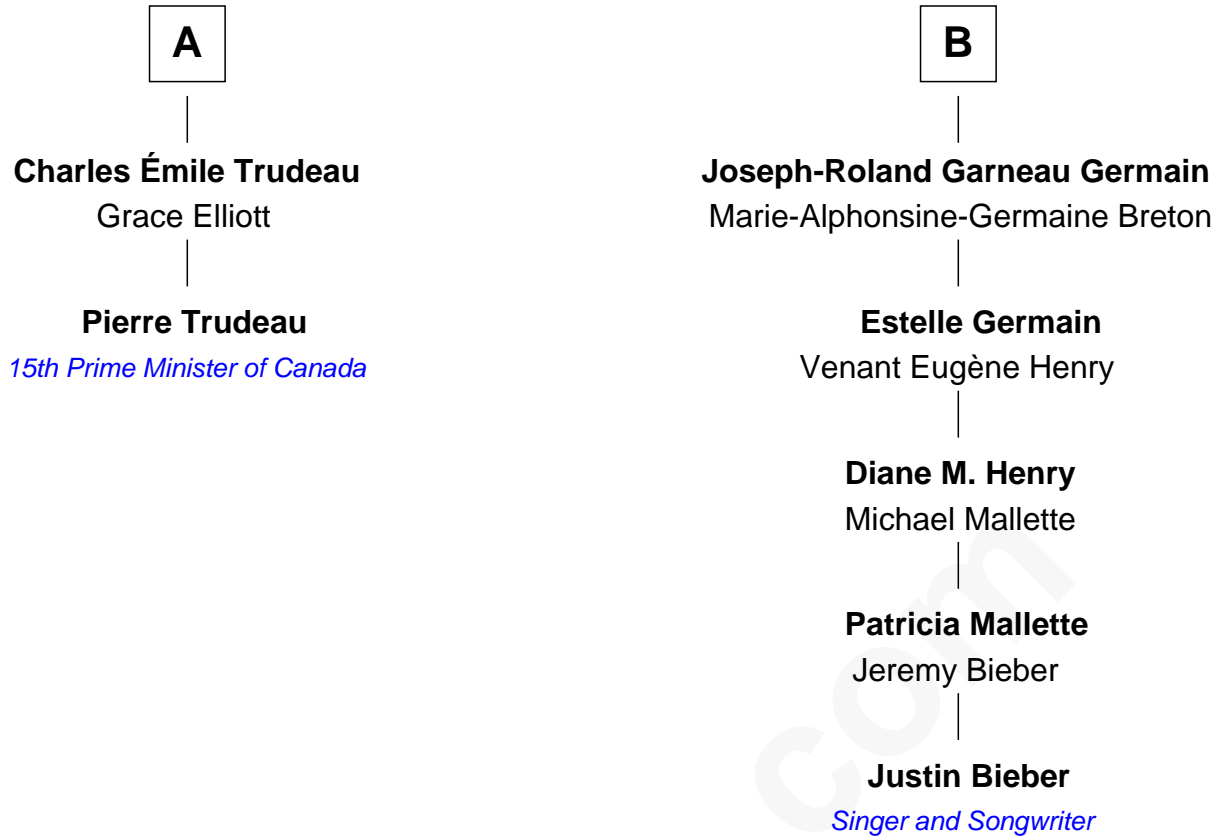 A
Charles Émile Trudeau
Grace Elliott
Pierre Trudeau
15th Prime Minister of Canada
B
Joseph-Roland Garneau Germain
Marie-Alphonsine-Germaine Breton
Estelle Germain
Venant Eugène Henry
Diane M. Henry
Michael Mallette
Patricia Mallette
Jeremy Bieber
Justin Bieber
Singer and Songwriter
com